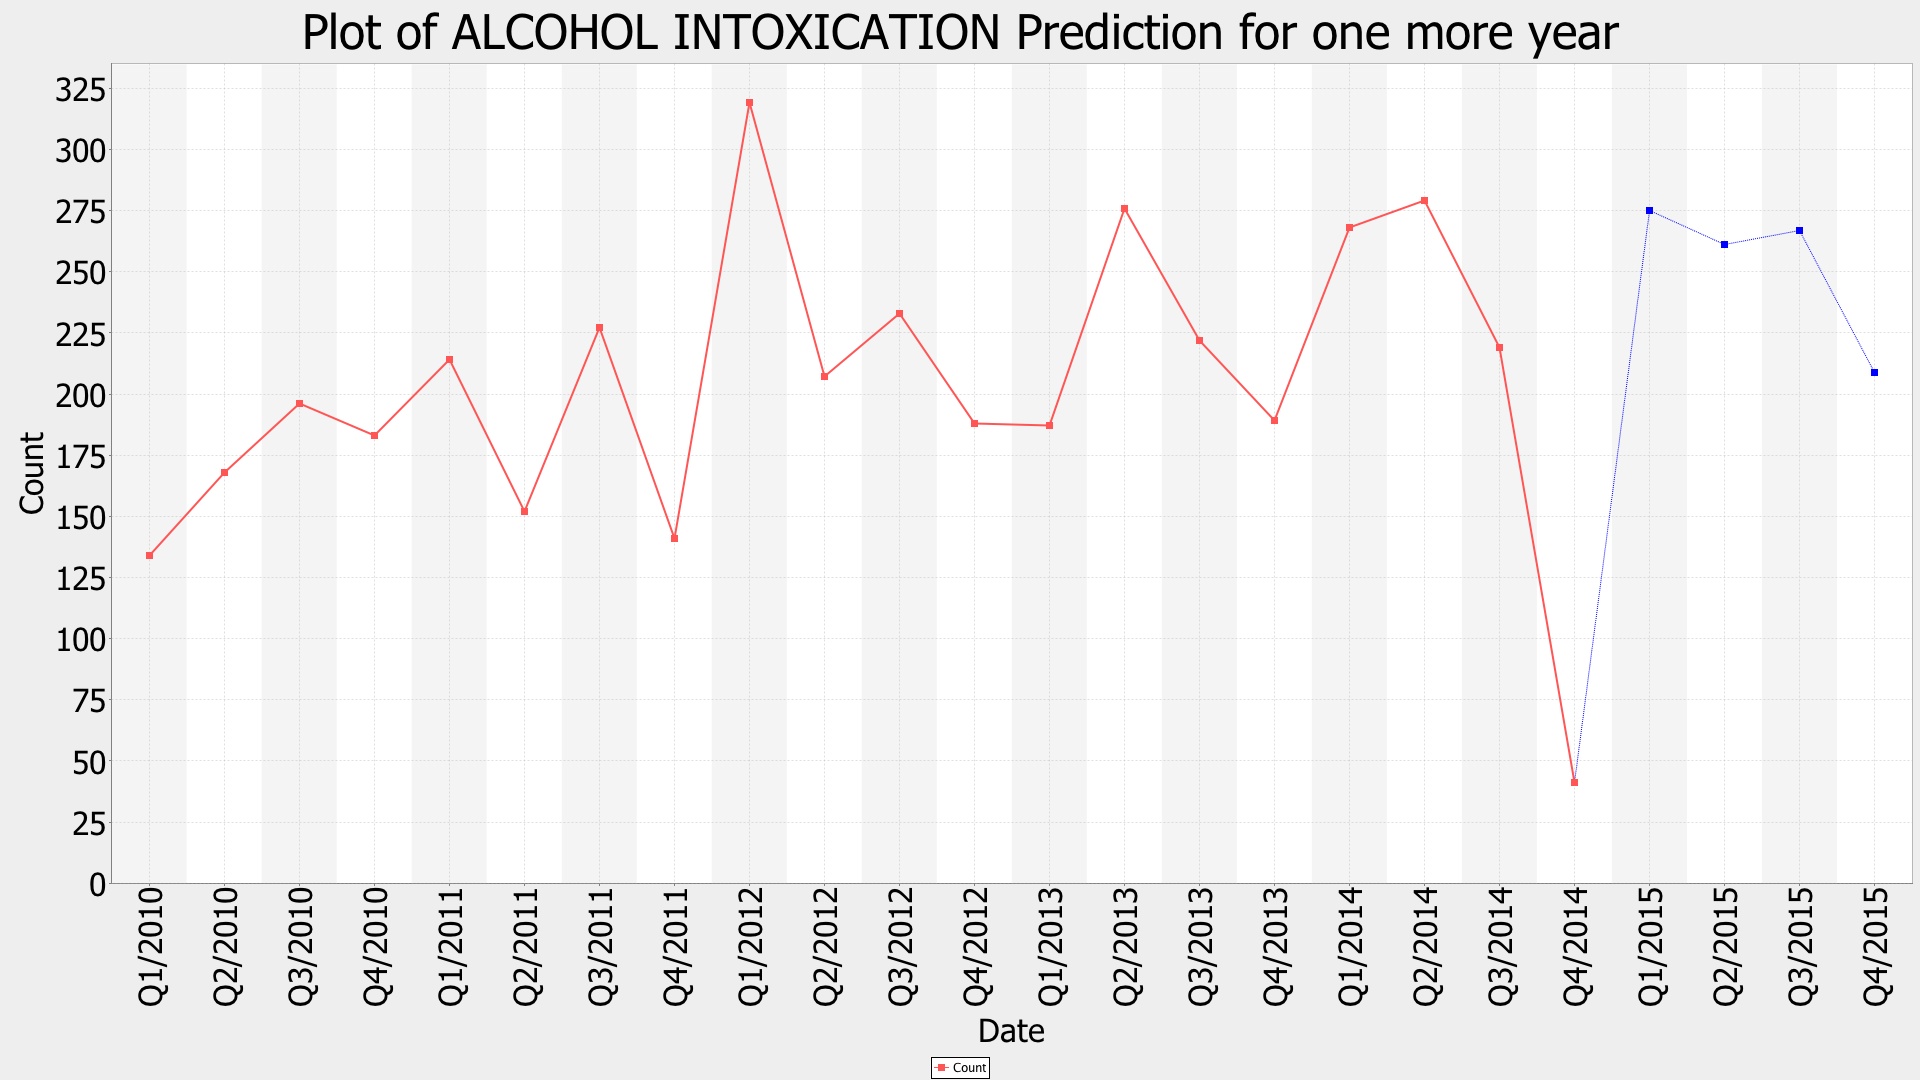 Plot of ALCOHOL INTOXICATION Prediction for one more year
325
300
275
250
225
200
175
150
125
100
75
50
25
0
Count
Q1/2010
Q2/2010
Q3/2010
Q4/2010
Q1/2011
Q2/2011
Q3/2011
Q4/2011
Q1/2012
Q2/2012
Q3/2012
Q4/2012
Q1/2013
Q2/2013
Q3/2013
Q4/2013
Q1/2014
Q2/2014
Q3/2014
Q4/2014
Q1/2015
Q2/2015
Q3/2015
Q4/2015
Date
Count